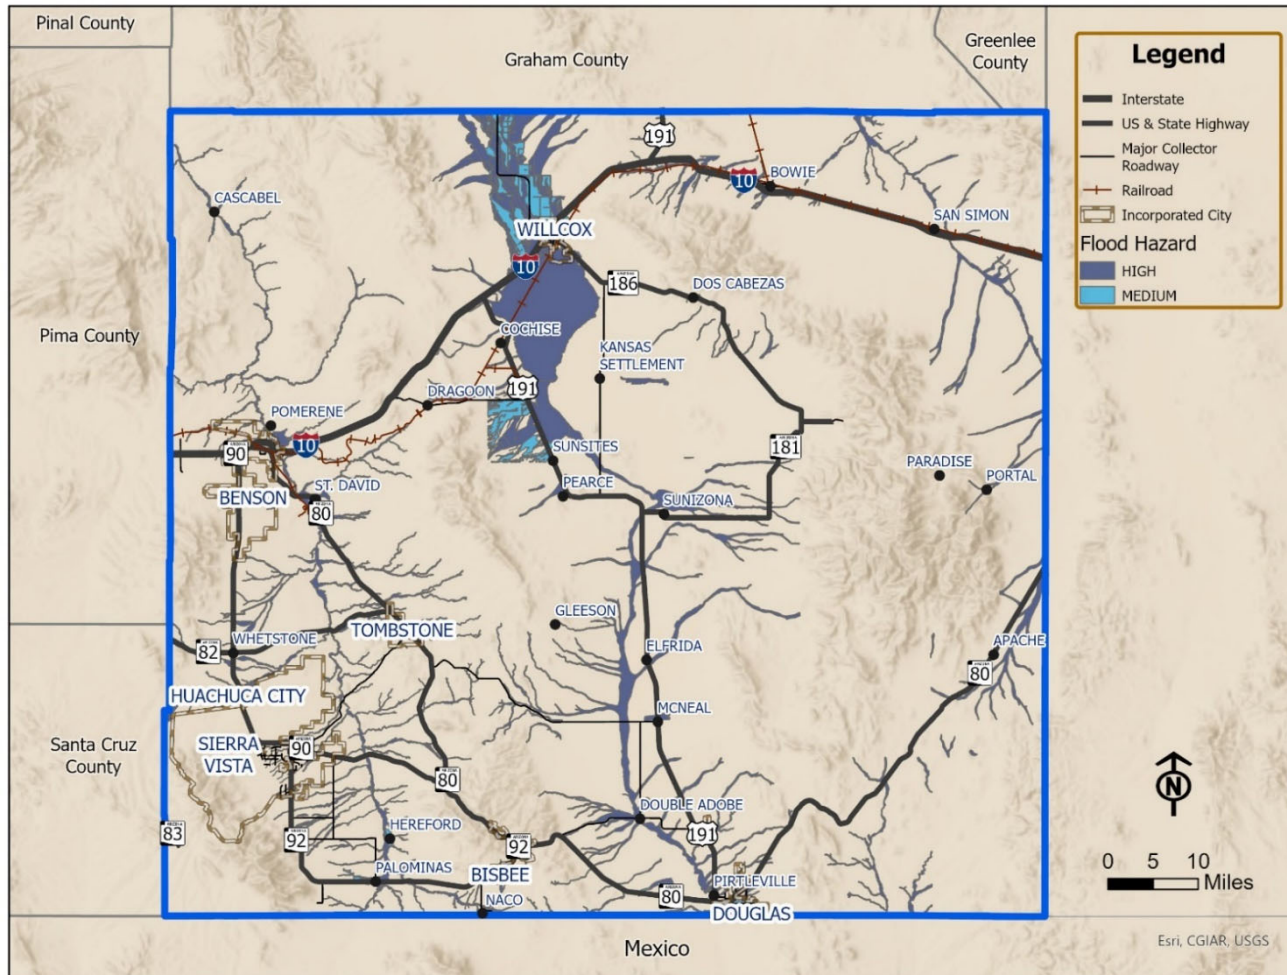 Pinal County
Graham County
Greenlee
County
Legend
Interstate
US & State Highway
Major Collector
Roadway
Railroad
Incorporated City
Flood Hazard
HIGH
MEDIUM
191
10
BOWIE
CASCABEL
SAN SIMON
WILLCOX
10
186
DOS CABEZAS
Pima County
COCHISE
KANSAS
SETTLEMENT
191
DRAGOON
POMERENE
10
90
SUNSITES
181
PARADISE
PORTAL
BENSON
ST. DAVID
80
PEARCE
SUNIZONA
GLEESON
TOMBSTONE
WHETSTONE
82
ELFRIDA
APACHE
80
HUACHUCA CITY
MCNEAL
Santa Cruz
County
SIERRA
VISTA
90
80
N
DOUBLE ADOBE
83
92
HEREFORD
92
191
PALOMINAS
BISBEE
PIRTLEVILLE
80
NACO
DOUGLAS
0 5 10
Miles
Mexico
Esri, CGIAR, USGS